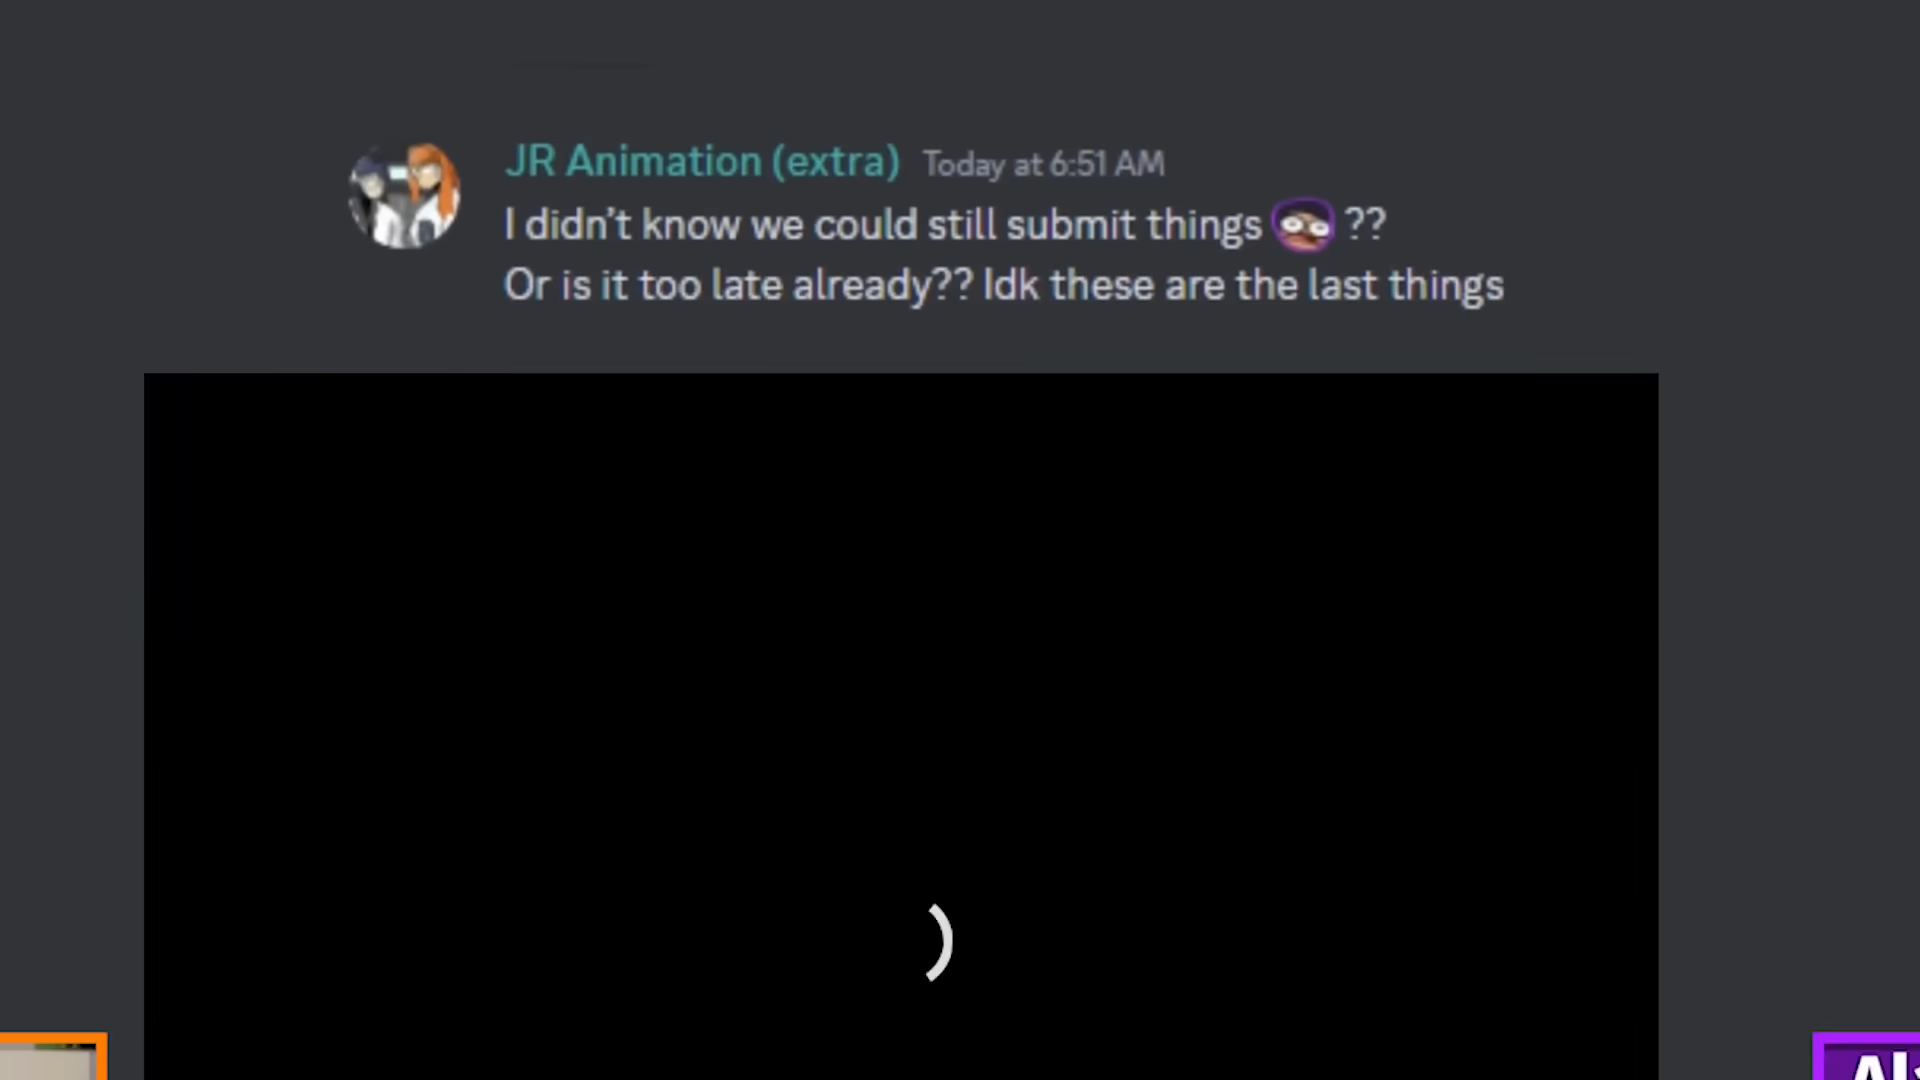 JR Animation (extra) Today at 6:51 AM
I didn't know we could still submit things ??
Or is it too late already?? Idk these are the last things